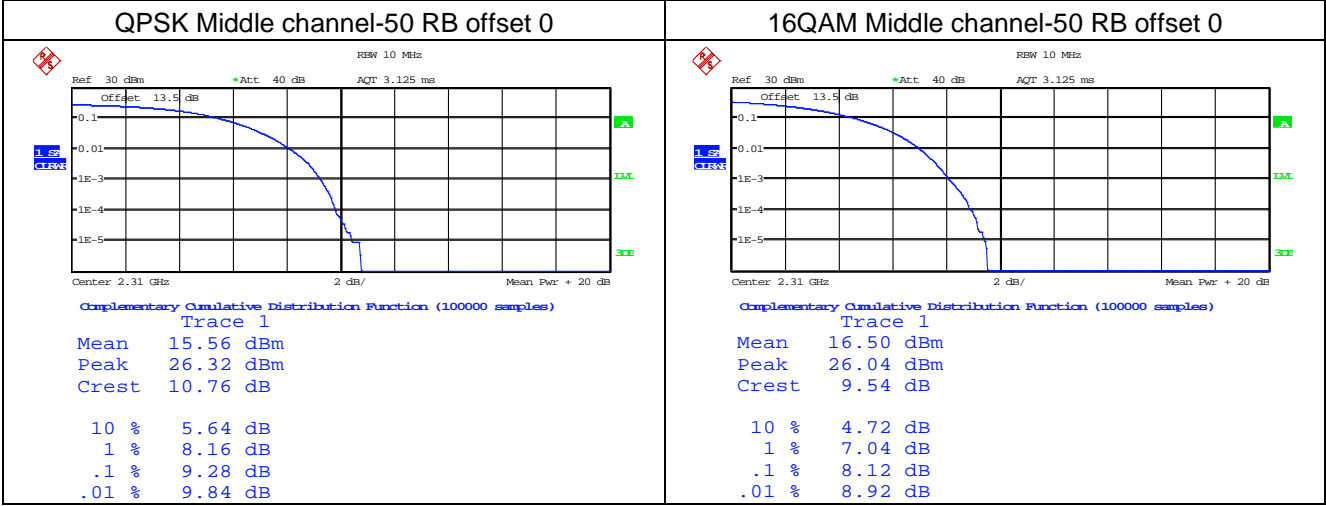 QPSK Middle channel-50 RB offset 0
RBW 10 MHz
Ref 30 dBm *Att 40 dB AQT 3.125 ms
Offset 13.5 dB
0.1
A
0.01
1E-3
LVL
1E-4
1E-5
3DB
Center 2.31 GHz 2 dB/ Mean Pwr + 20 dB
Complementary Cumulative Distribution Function (100000 samples)
Trace 1
Mean 15.56 dBm
Peak 26.32 dBm
Crest 10.76 dB
10 % 5.64 dB
1 % 8.16 dB
.1 % 9.28 dB
.01 % 9.84 dB
16QAM Middle channel-50 RB offset 0
RBW 10 MHz
Ref 30 dBm *Att 40 dB AQT 3.125 ms
Offset 13.5 dB
0.1
A
0.01
1E-3
LVL
1E-4
1E-5
3DB
Center 2.31 GHz 2 dB/ Mean Pwr + 20 dB
Complementary Cumulative Distribution Function (100000 samples)
Trace 1
Mean 16.50 dBm
Peak 26.04 dBm
Crest 9.54 dB
10 % 4.72 dB
1 % 7.04 dB
.1 % 8.12 dB
.01 % 8.92 dB